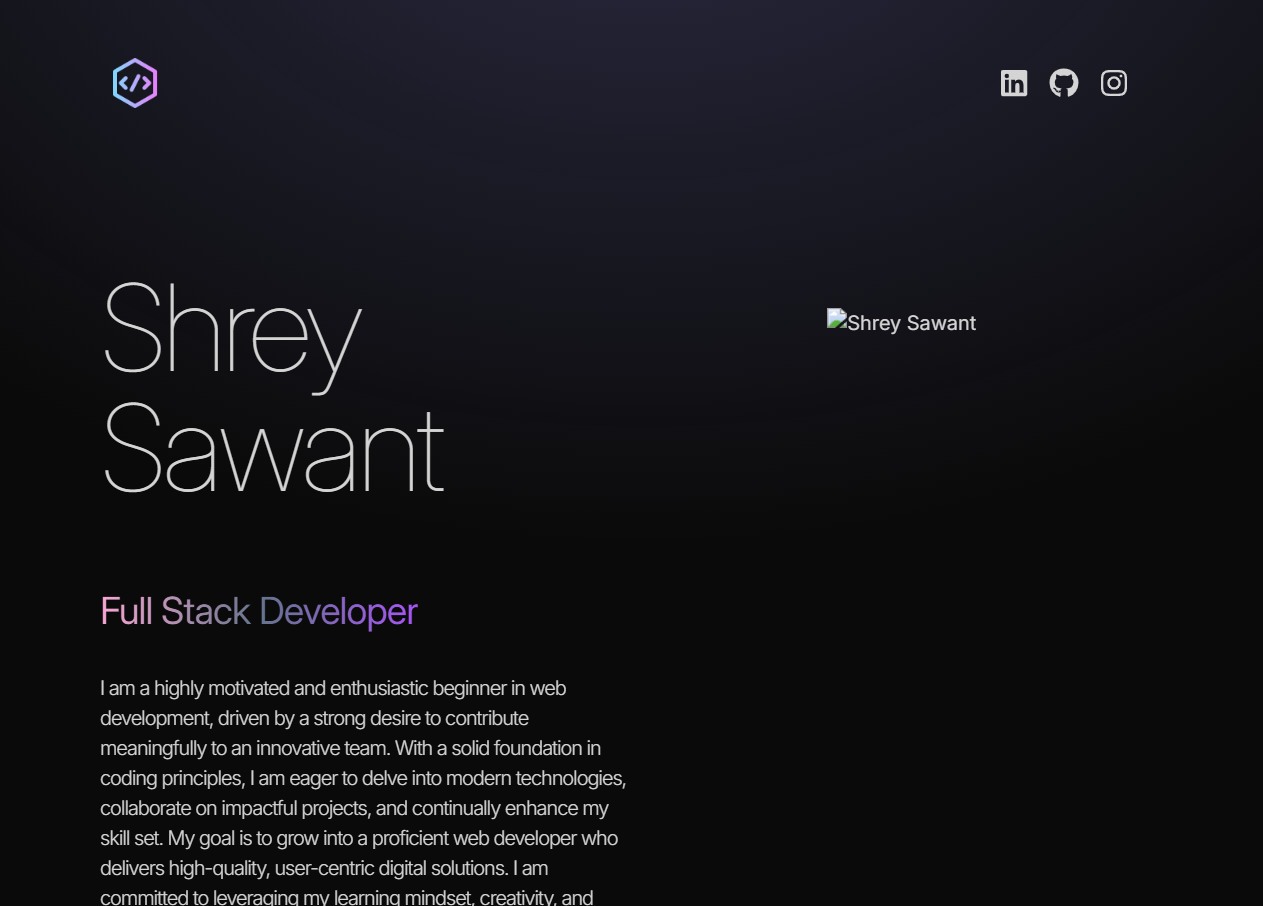 Shrey
Sawant
Shrey Sawant
Full Stack Developer
I am a highly motivated and enthusiastic beginner in web
development, driven by a strong desire to contribute
meaningfully to an innovative team. With a solid foundation in
coding principles, I am eager to delve into modern technologies,
collaborate on impactful projects, and continually enhance my
skill set. My goal is to grow into a proficient web developer who
delivers high-quality, user-centric digital solutions. I am
committed to leveraging my learning mindset, creativity, and